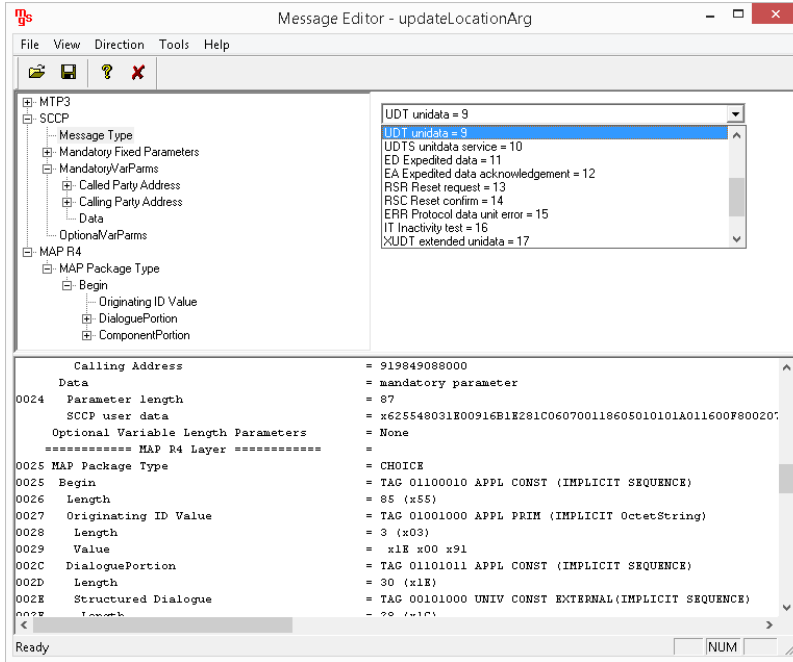 mgs
Message Editor - updateLocationArg
File View Direction Tools Help
MTP3
SCCP
Message Type
Mandatory Fixed Parameters
MandatoryVarParms
Called Party Address
Calling Party Address
Data
OptionalVarParms
MAP R4
MAP Package Type
Begin
Originating ID Value
DialoguePortion
ComponentPortion
UDT unidata = 9
UDT unidata = 9
UDTS unitdata service = 10
ED Expedited data = 11
EA Expedited data acknowledgement = 12
RSR Reset request = 13
RSC Reset confirm = 14
ERR Protocol data unit error = 15
IT Inactivity test = 16
XUDT extended unidata = 17
Calling Address = 919849088000
Data = mandatory parameter
0024 Parameter length = 87
SCCP user data = x625548031E00916B1E281C060700118605010101A011600F800207
Optional Variable Length Parameters = None
============ MAP R4 Layer ============ =
0025 MAP Package Type = CHOICE
0025 Begin = TAG 01100010 APPL CONST (IMPLICIT SEQUENCE)
0026 Length = 85 (x55)
0027 Originating ID Value = TAG 01001000 APPL PRIM (IMPLICIT OctetString)
0028 Length = 3 (x03)
0029 Value = x1E x00 x91
002C DialoguePortion = TAG 01101011 APPL CONST (IMPLICIT SEQUENCE)
002D Length = 30 (x1E)
002E Structured Dialogue = TAG 00101000 UNIV CONST EXTERNAL(IMPLICIT SEQUENCE)
002F Length = 28 (x1C)
Ready NUM